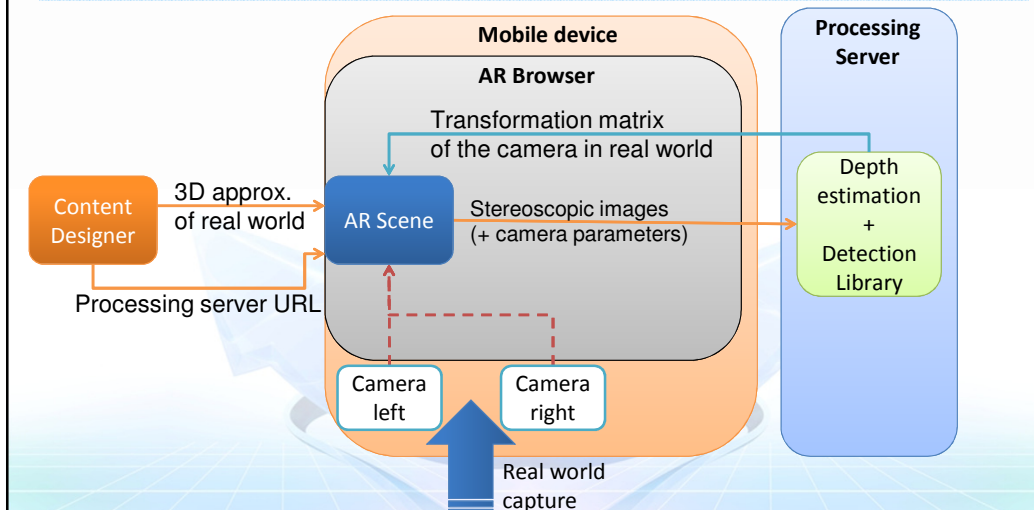 Mobile device
Processing
Server
AR Browser
Transformation matrix
of the camera in real world
Content
Designer
3D approx.
of real world
AR Scene
Stereoscopic images
(+ camera parameters)
Depth
estimation
+
Detection
Library
Processing server URL
Camera
left
Camera
right
Real world
capture